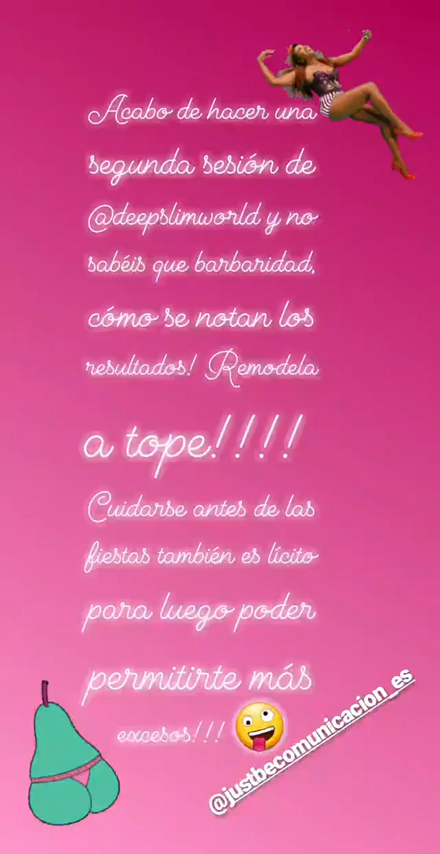 Acabo de hacer una
segunda sesión de
@deepslimworld y no
sabéis que barbaridad,
cómo se notan los
resultados! Remodela
a tope!!!!
Cuidarse antes de las
fiestas también es lícito
para luego poder
permitirte más
excesos!!!
@justbecomunicacion_es